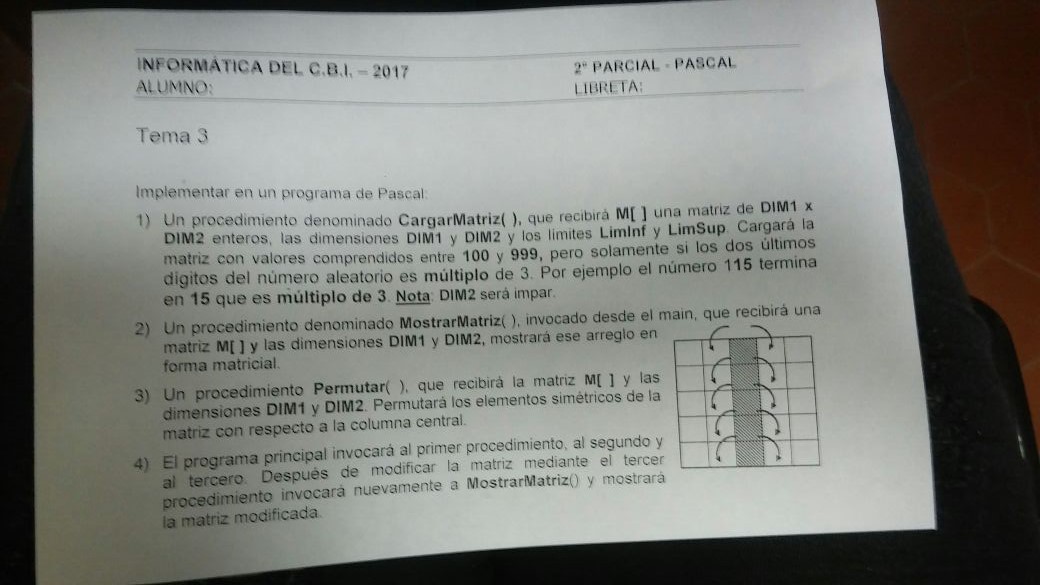 INFORMÁTICA DEL C.B.I. – 2017
2° PARCIAL - PASCAL
ALUMNO:
LIBRETA:
Tema 3
Implementar en un programa de Pascal:
1) Un procedimiento denominado CargarMatriz( ), que recibirá M[ ] una matriz de DIM1 x
DIM2 enteros, las dimensiones DIM1 y DIM2 y los límites LimInf y LimSup. Cargará la
matriz con valores comprendidos entre 100 y 999, pero solamente si los dos últimos
dígitos del número aleatorio es múltiplo de 3. Por ejemplo el número 115 termina
en 15 que es múltiplo de 3. Nota: DIM2 será impar.
2) Un procedimiento denominado MostrarMatriz( ), invocado desde el main, que recibirá una
matriz M[ ] y las dimensiones DIM1 y DIM2, mostrará ese arreglo en
forma matricial.
3) Un procedimiento Permutar( ), que recibirá la matriz M[ ] y las
dimensiones DIM1 y DIM2. Permutará los elementos simétricos de la
matriz con respecto a la columna central.
4) El programa principal invocará al primer procedimiento, al segundo y
al tercero. Después de modificar la matriz mediante el tercer
procedimiento invocará nuevamente a MostrarMatriz() y mostrará
la matriz modificada.